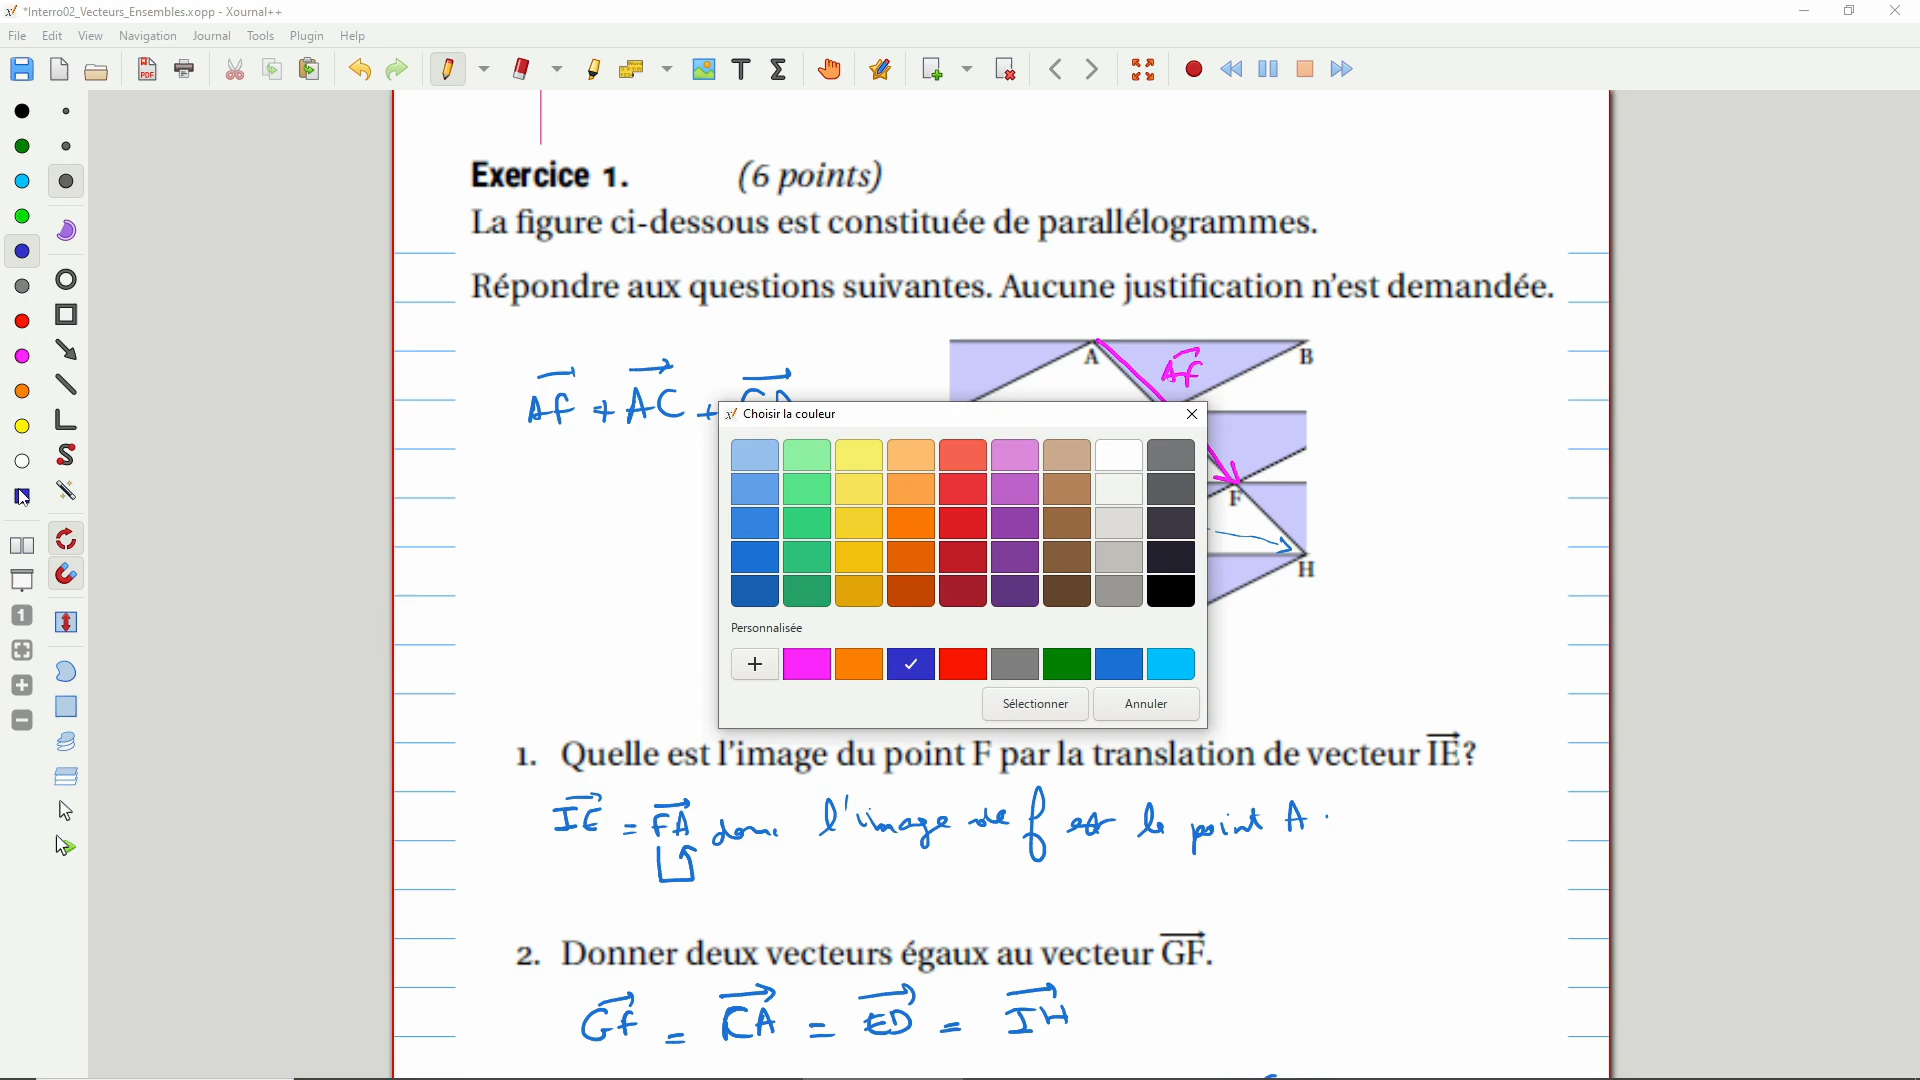 *Interro02_Vecteurs_Ensembles.xopp - Xournal++
File Edit View Navigation Journal Tools Plugin Help
Exercice 1. (6 points)
La figure ci-dessous est constituée de parallélogrammes.
Répondre aux questions suivantes. Aucune justification n'est demandée.
A B
AF
AF + AC +
Choisir la couleur
F
H
Personnalisée
+
Sélectionner Annuler
1. Quelle est l'image du point F par la translation de vecteur IE?
IE = FA donc l'image de f est le point A.
2. Donner deux vecteurs égaux au vecteur GF.
GF = CA = ED = IH